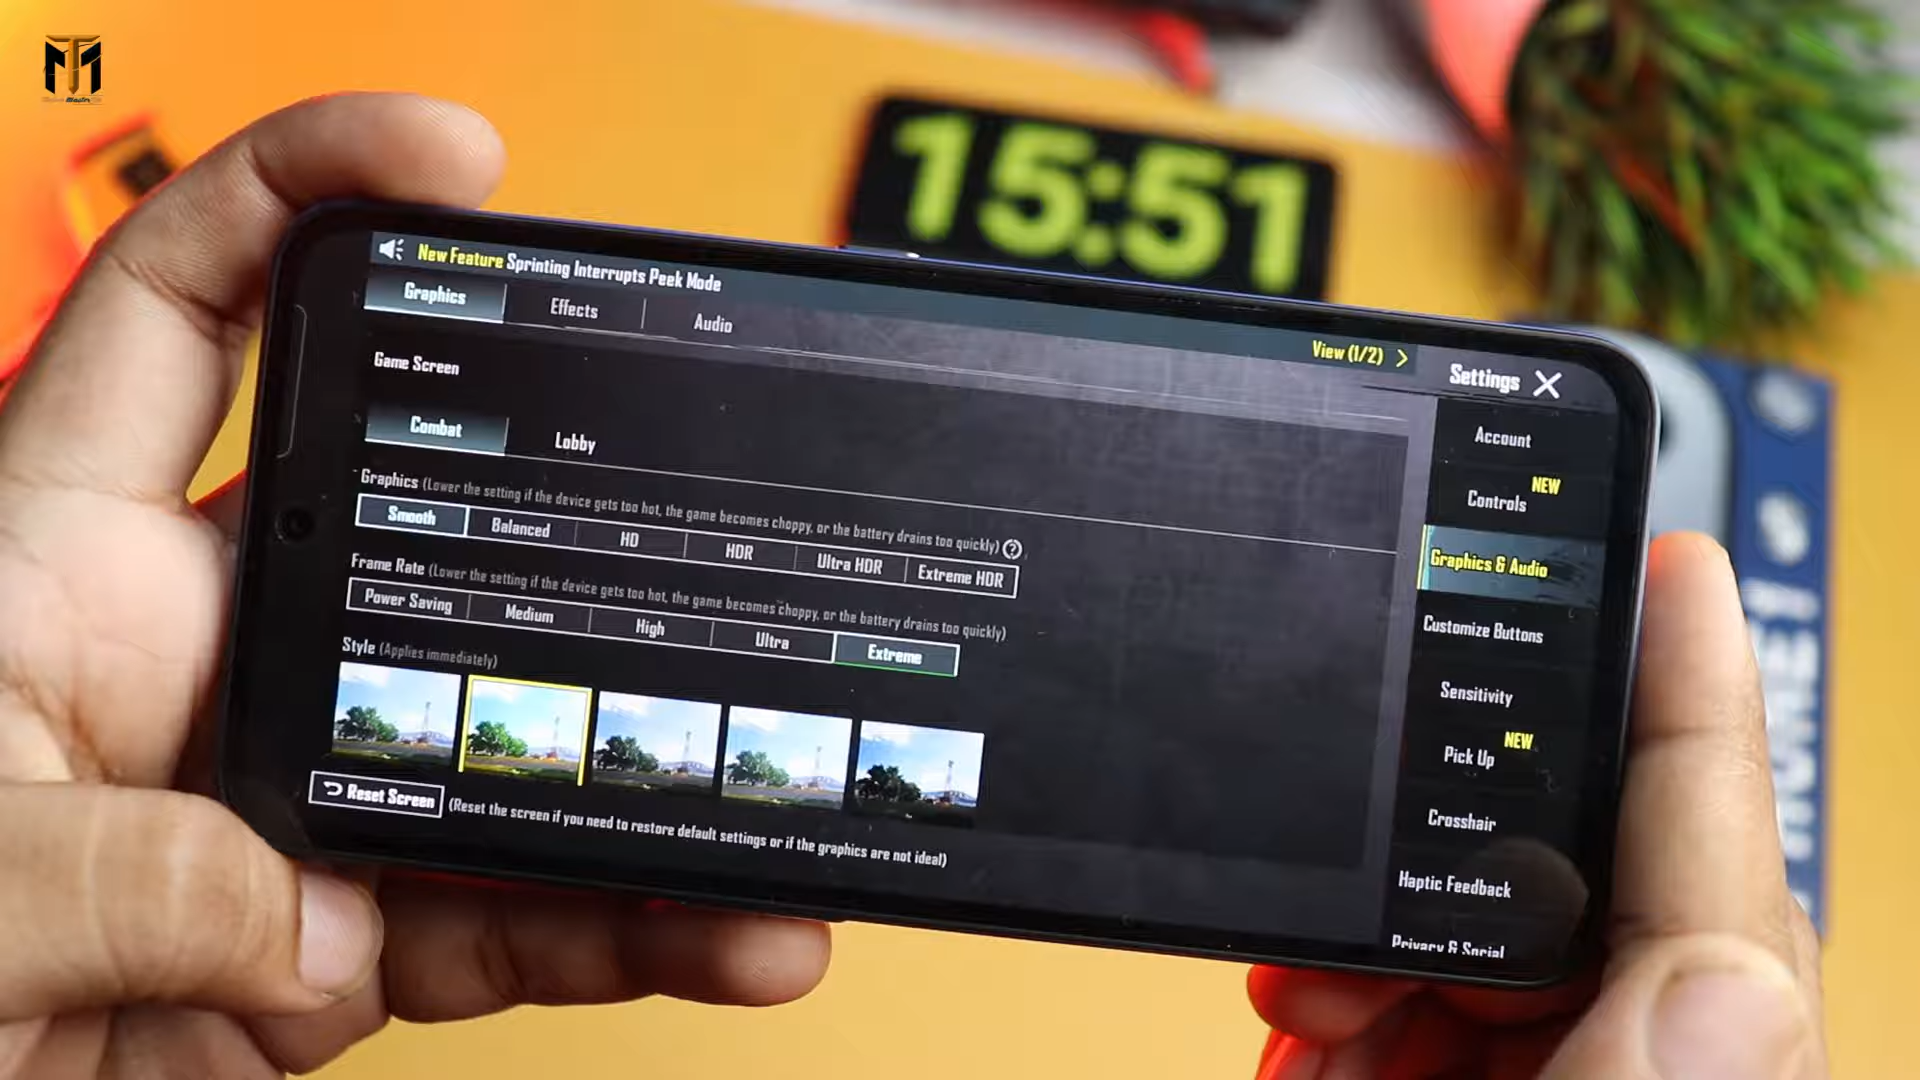 15:51
New Feature Sprinting Interrupts Peek Mode
View (1/2)
Graphics
Effects
Audio
Settings
Game Screen
Combat
Lobby
Graphics (Lower the setting if the device gets too hot, the game becomes choppy, or the battery drains too quickly)
Smooth
Balanced
HD
HDR
Ultra HDR
Extreme HDR
Frame Rate (Lower the setting if the device gets too hot, the game becomes choppy, or the battery drains too quickly)
Power Saving
Medium
High
Ultra
Extreme
Style (Applies immediately)
Reset Screen
(Reset the screen if you need to restore default settings or if the graphics are not ideal)
Account
NEW
Controls
Graphics & Audio
Customize Buttons
Sensitivity
NEW
Pick Up
Crosshair
Haptic Feedback
Privacy & Social